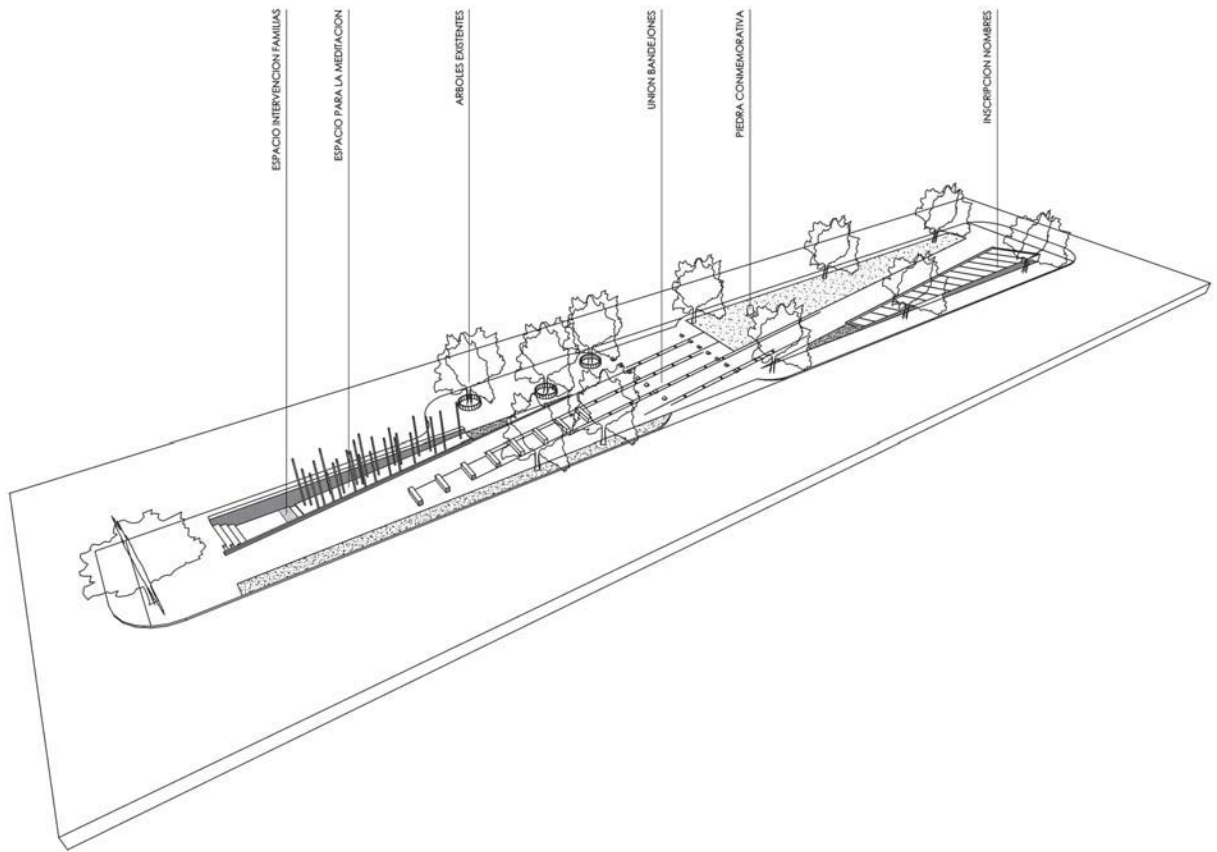 ESPACIO INTERVENCION FAMILIAS
ESPACIO PARA LA MEDITACION
ARBOLES EXISTENTES
UNION BANDEJONES
PIEDRA CONMEMORATIVA
INSCRIPCION NOMBRES